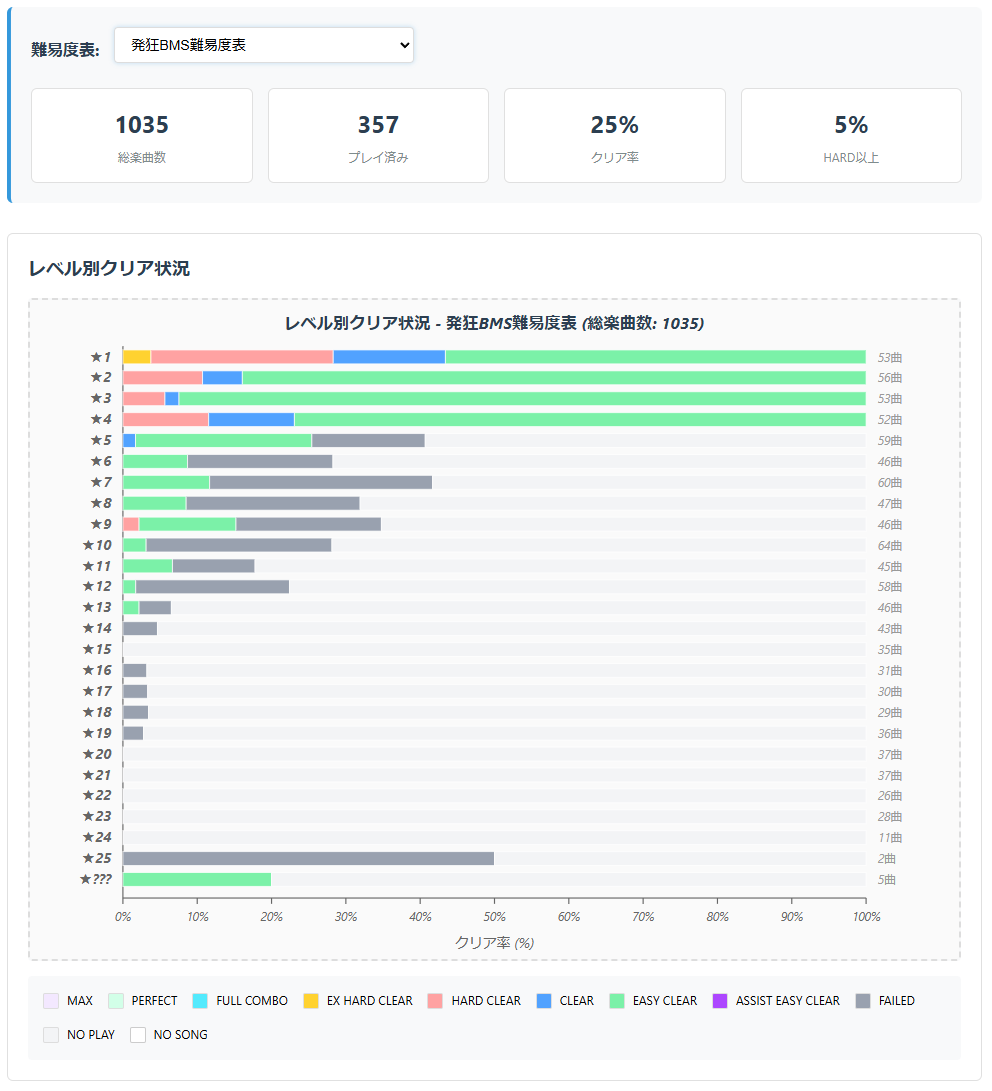 難易度表: 発狂BMS難易度表
1035 357 25% 5%
総楽曲数 プレイ済み クリア率 HARD以上
レベル別クリア状況
レベル別クリア状況 - 発狂BMS難易度表 (総楽曲数: 1035)
★1 53曲
★2 56曲
★3 53曲
★4 52曲
★5 59曲
★6 46曲
★7 60曲
★8 47曲
★9 46曲
★10 64曲
★11 45曲
★12 58曲
★13 46曲
★14 43曲
★15 35曲
★16 31曲
★17 30曲
★18 29曲
★19 36曲
★20 37曲
★21 37曲
★22 26曲
★23 28曲
★24 11曲
★25 2曲
★??? 5曲
0% 10% 20% 30% 40% 50% 60% 70% 80% 90% 100%
クリア率 (%)
MAX PERFECT FULL COMBO EX HARD CLEAR HARD CLEAR CLEAR EASY CLEAR ASSIST EASY CLEAR FAILED
NO PLAY NO SONG